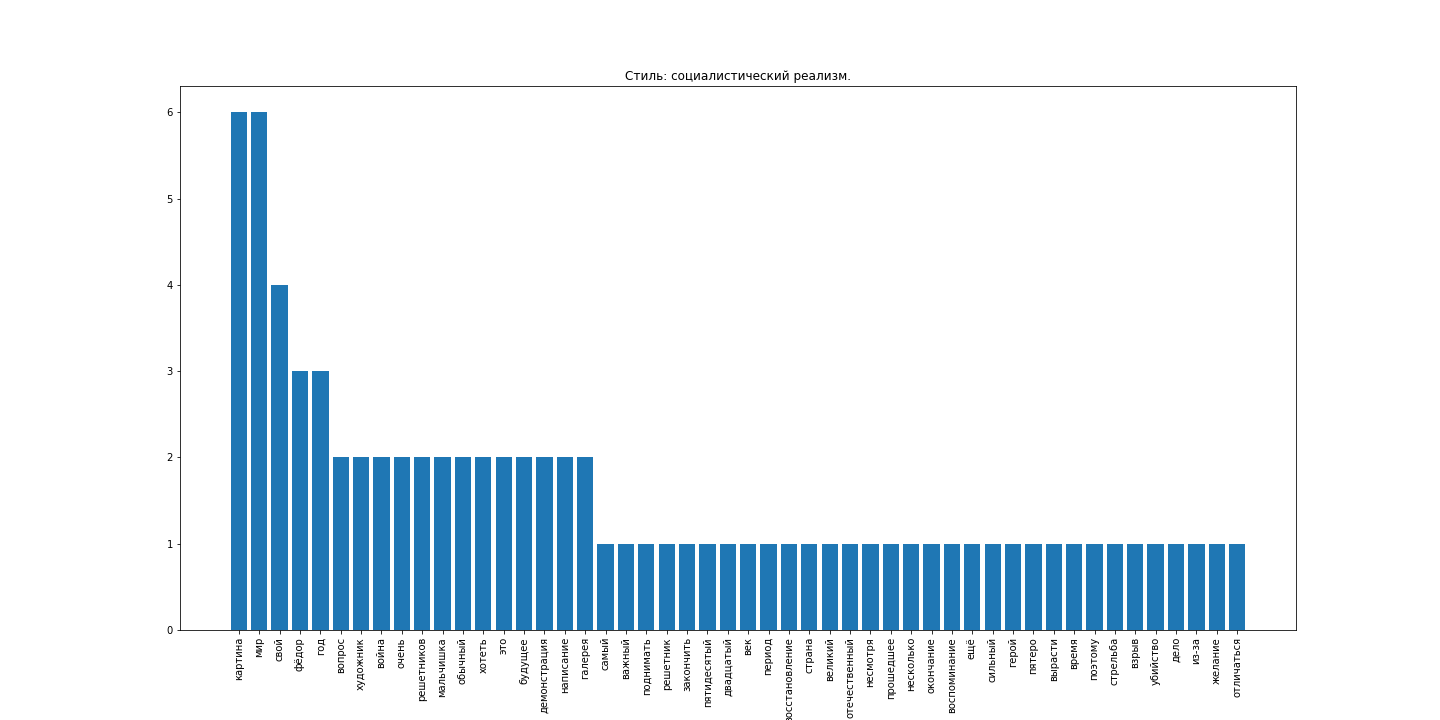 Стиль: социалистический реализм.
6
5
4
3
2
1
0
картина
мир
свой
фёдор
год
вопрос
художник
война
очень
решетников
мальчишка
обычный
хотеть
это
будущее
демонстрация
написание
галерея
самый
важный
поднимать
решетник
закончить
пятидесятый
двадцатый
век
период
восстановление
страна
великий
отечественный
несмотря
прошедшее
несколько
окончание
воспоминание
ещё
сильный
герой
пятеро
вырасти
время
поэтому
стрельба
взрыв
убийство
дело
из-за
желание
отличаться